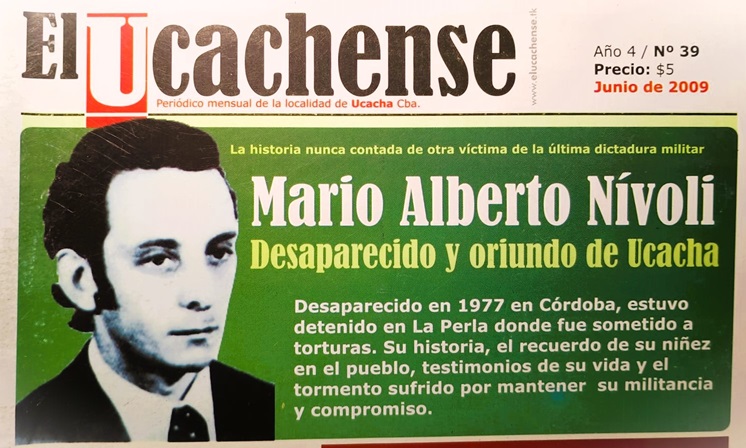 El Ucachense
Periódico mensual de la localidad de Ucacha Cba.
www.elucachense.tk
Año 4 / Nº 39
Precio: $5
Junio de 2009
La historia nunca contada de otra víctima de la última dictadura militar
Mario Alberto Nívoli
Desaparecido y oriundo de Ucacha
Desaparecido en 1977 en Córdoba, estuvo
detenido en La Perla donde fue sometido a
torturas. Su historia, el recuerdo de su niñez
en el pueblo, testimonios de su vida y el
tormento sufrido por mantener su militancia
y compromiso.